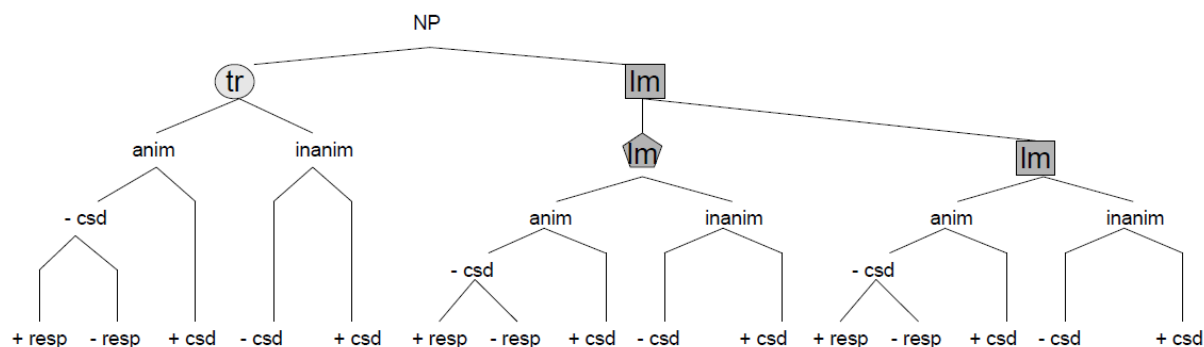 NP
tr lm
anim inanim lm lm
- csd anim inanim anim inanim
- csd - csd
+ resp - resp + csd - csd + csd + resp - resp + csd - csd + csd + resp - resp + csd - csd + csd